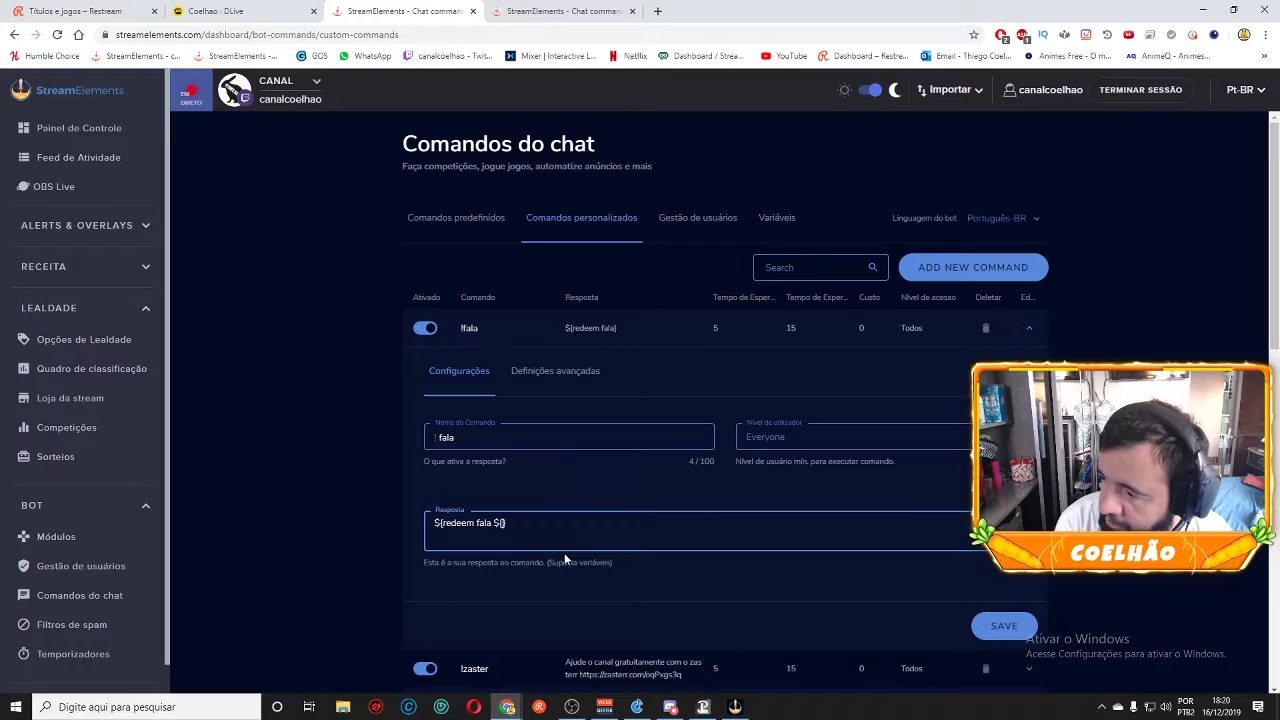 Títulos e jogos – Restream
Coelhao · DLive
StreamElements - Chat comman
StreamElements - Chat comman
streamelements.com/dashboard/bot-commands/custom-commands
Humble Book
Dashboard – Stream...
StreamElements - D...
GOS
WhatsApp
canalcoelhao – Twit...
Mixer | Interactive L...
Netflix
Dashboard / Strea...
YouTube
Dashboard – Restre...
Email – Thiego Coel...
Animes Free - O m...
AnimeQ - AnimeQ...
StreamElements
EM DIRETO
CANAL
canalcoelhao
Importar
canalcoelhao
TERMINAR SESSÃO
Pt-BR
Painel de Controle
Feed de Atividade
OBS Live
ALERTS & OVERLAYS
RECEITA
LEALDADE
Opções de Lealdade
Quadro de classificação
Loja da stream
Competições
Sorteios
BOT
Módulos
Gestão de usuários
Comandos do chat
Filtros de spam
Temporizadores
Comandos do chat
Faça competições, jogue jogos, automatize anúncios e mais
Comandos predefinidos
Comandos personalizados
Gestão de usuários
Variáveis
Linguagem do bot
Português-BR
Search
ADD NEW COMMAND
Ativado
Comando
Resposta
Tempo de Esper...
Tempo de Esper...
Custo
Nível de acesso
Deletar
Ed...
!fala
${redeem fala}
5
15
0
Todos
Configurações
Definições avançadas
Nome do Comando
! fala
O que ativa a resposta?
4 / 100
Nível de utilizador
Everyone
Nível de usuário mín. para executar comando.
Resposta
${redeem fala ${}
Esta é a sua resposta ao comando. (Suporta variáveis)
SAVE
!zaster
Ajude o canal gratuitamente com o zas
terr https://zasterr.com/oqPxgs3q
5
15
0
Todos
COELHÃO
Ativar o Windows
Acesse Configurações para ativar o Windows.
Digite aqui para pesquisar
POR
PTB2
18:20
16/12/2019